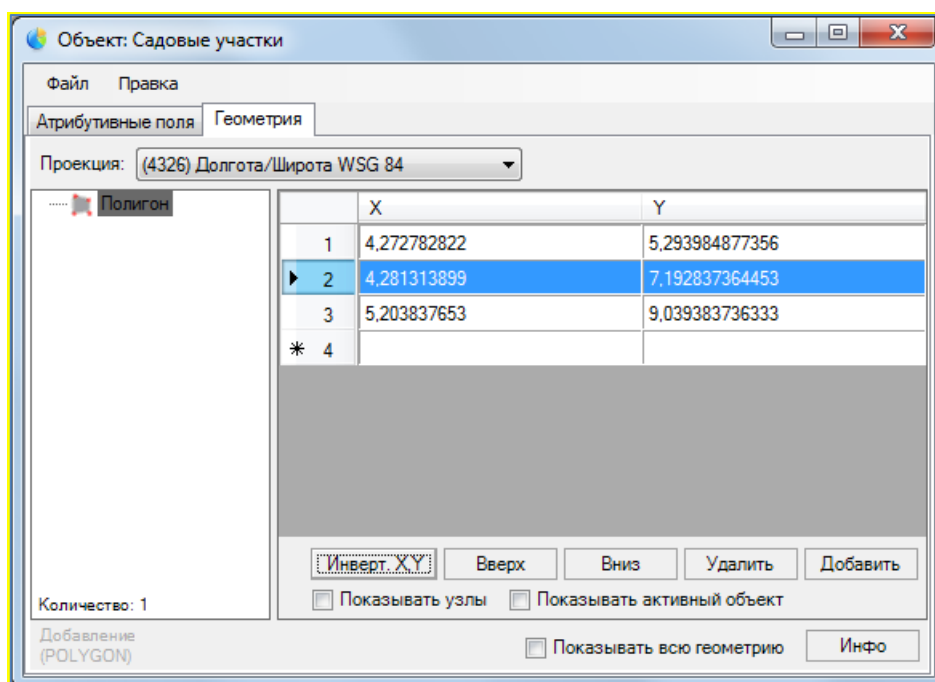 Объект: Садовые участки
Файл Правка
Атрибутивные поля Геометрия
Проекция: (4326) Долгота/Широта WSG 84
Полигон
X Y
1 4,272782822 5,293984877356
2 4,281313899 7,192837364453
3 5,203837653 9,039383736333
4
Инверт. X,Y Вверх Вниз Удалить Добавить
Показывать узлы Показывать активный объект
Количество: 1
Добавление
(POLYGON)
Показывать всю геометрию Инфо